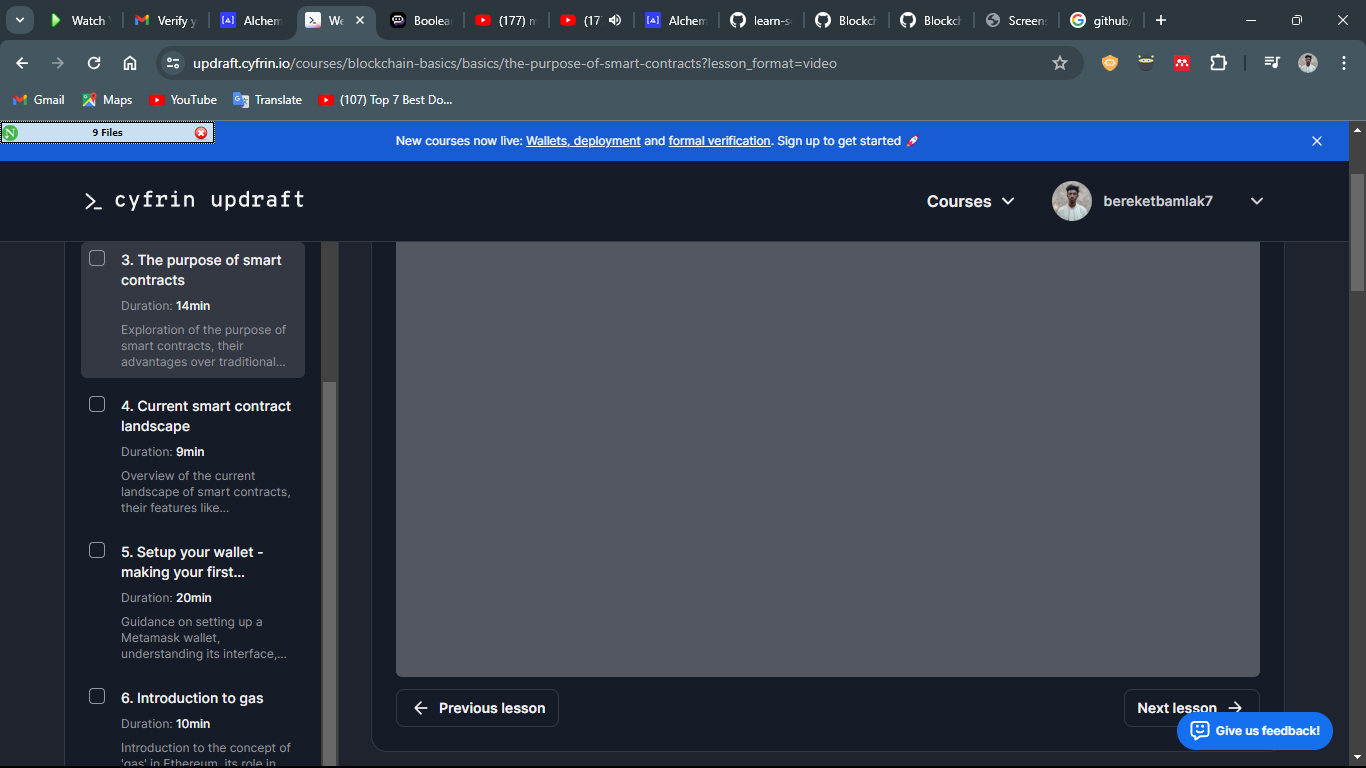 Watch
Verify y
Alchem
We
Boolea
(177) m
(17
Alchem
learn-s
Blockch
Blockch
Screen
github/
updraft.cyfrin.io/courses/blockchain-basics/basics/the-purpose-of-smart-contracts?lesson_format=video
Gmail
Maps
YouTube
Translate
(107) Top 7 Best Do...
9 Files
New courses now live: Wallets, deployment and formal verification. Sign up to get started
cyfrin updraft
Courses
bereketbamlak7
3. The purpose of smart
contracts
Duration: 14min
Exploration of the purpose of
smart contracts, their
advantages over traditional...
4. Current smart contract
landscape
Duration: 9min
Overview of the current
landscape of smart contracts,
their features like...
5. Setup your wallet -
making your first...
Duration: 20min
Guidance on setting up a
Metamask wallet,
understanding its interface,...
6. Introduction to gas
Duration: 10min
Introduction to the concept of
'gas' in Ethereum, its role in
Previous lesson
Next lesson
Give us feedback!